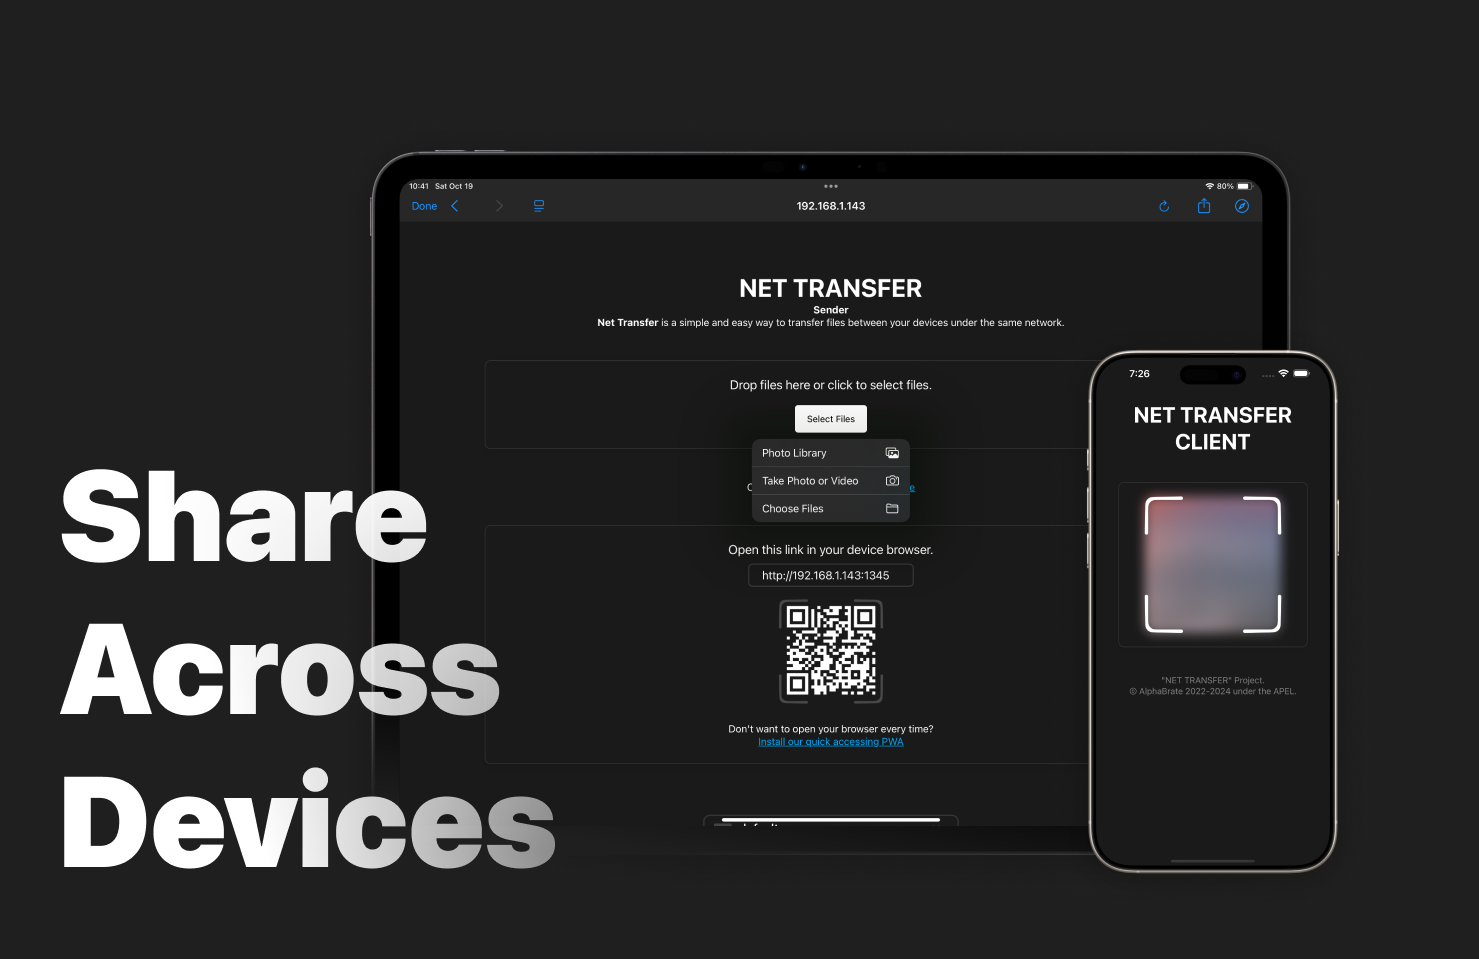 10:41 Sat Oct 19
80%
Done
192.168.1.143
NET TRANSFER
Sender
Net Transfer is a simple and easy way to transfer files between your devices under the same network.
Drop files here or click to select files.
Select Files
Photo Library
Take Photo or Video
Choose Files
Open this link in your device browser.
http://192.168.1.143:1345
Don't want to open your browser every time?
Install our quick accessing PWA
7:26
NET TRANSFER
CLIENT
"NET TRANSFER" Project.
© AlphaBrate 2022-2024 under the APEL.
Share
Across
Devices